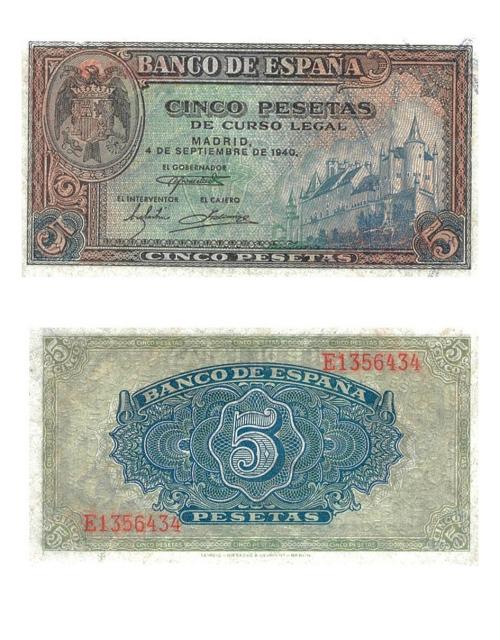 BANCO DE ESPAÑA
CINCO PESETAS
DE CURSO LEGAL
MADRID,
4 DE SEPTIEMBRE DE 1940.
EL GOBERNADOR
EL INTERVENTOR EL CAJERO
5 5
CINCO PESETAS
E1356434
BANCO DE ESPAÑA
5
PESETAS
E1356434